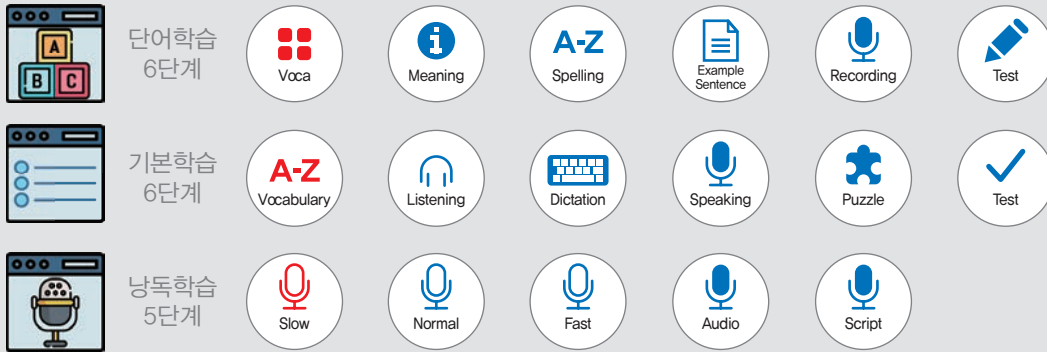 A
B C
단어학습
6단계
Voca
Meaning
A-Z
Spelling
Example
Sentence
Recording
Test
기본학습
6단계
A-Z
Vocabulary
Listening
Dictation
Speaking
Puzzle
Test
낭독학습
5단계
Slow
Normal
Fast
Audio
Script